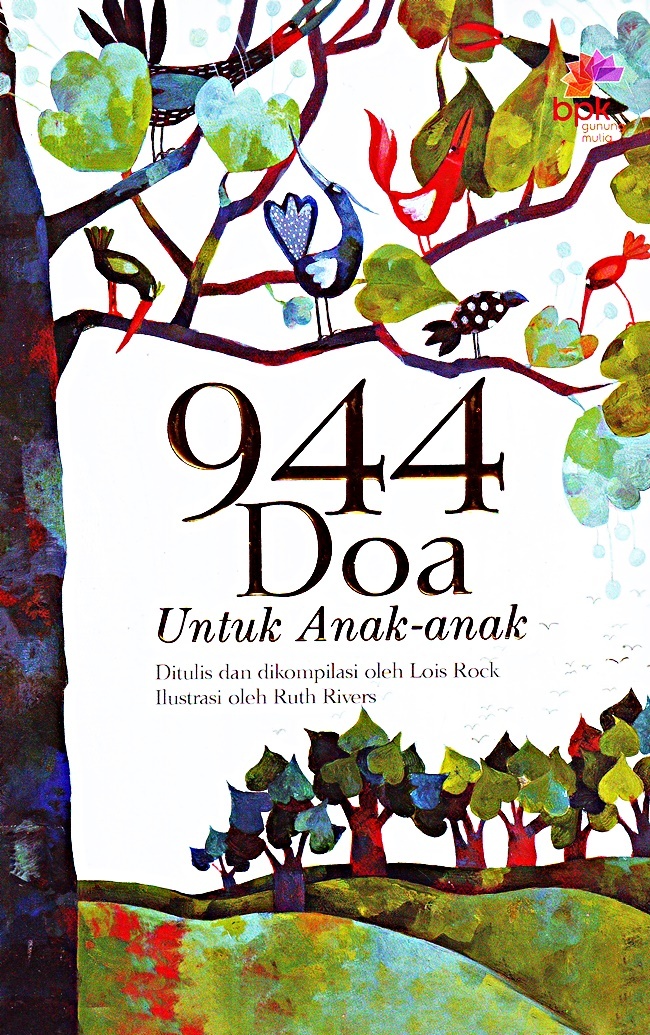 bpk
gunung
mulia
944
Doa
Untuk Anak-anak
Ditulis dan dikompilasi oleh Lois Rock
Ilustrasi oleh Ruth Rivers